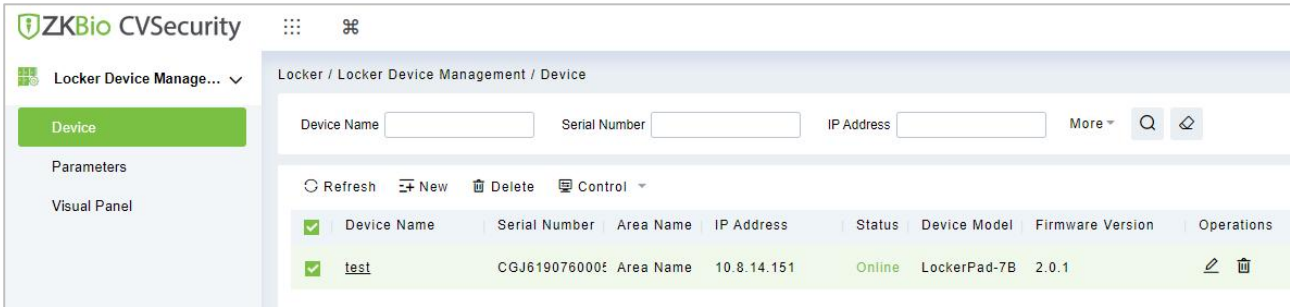 ZKBio CVSecurity
Locker Device Manage...
Locker / Locker Device Management / Device
Device
Parameters
Visual Panel
Device Name Serial Number IP Address More
Refresh New Delete Control
Device Name Serial Number Area Name IP Address Status Device Model Firmware Version Operations
test CGJ619076000 Area Name 10.8.14.151 Online LockerPad-7B 2.0.1